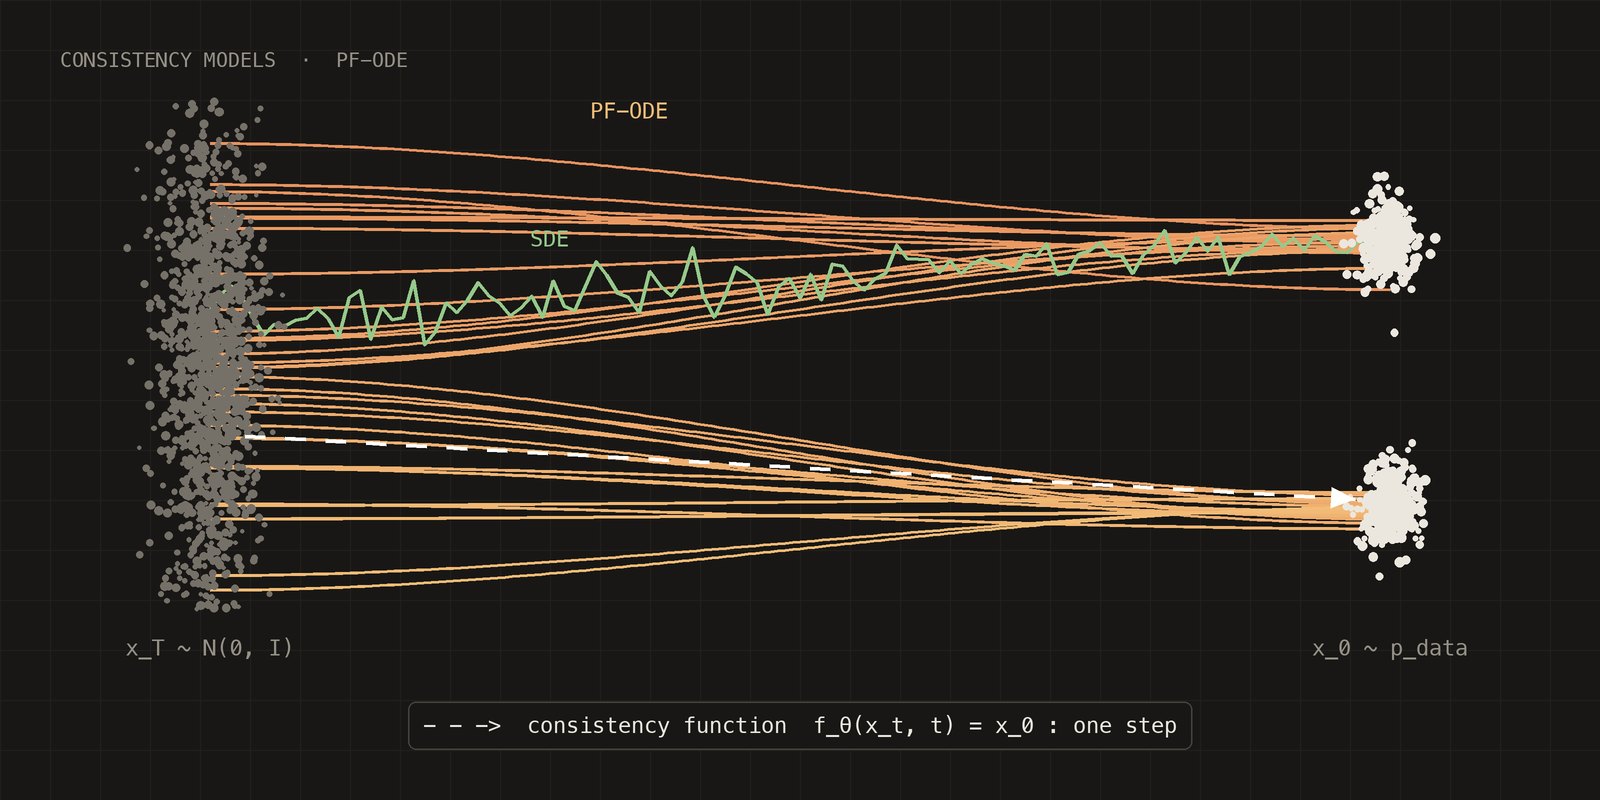 CONSISTENCY MODELS · PF−ODE
PF−ODE
SDE
x_T ~ N(0, I)
x_0 ~ p_data
− − −> consistency function f_θ(x_t, t) = x_0 : one step